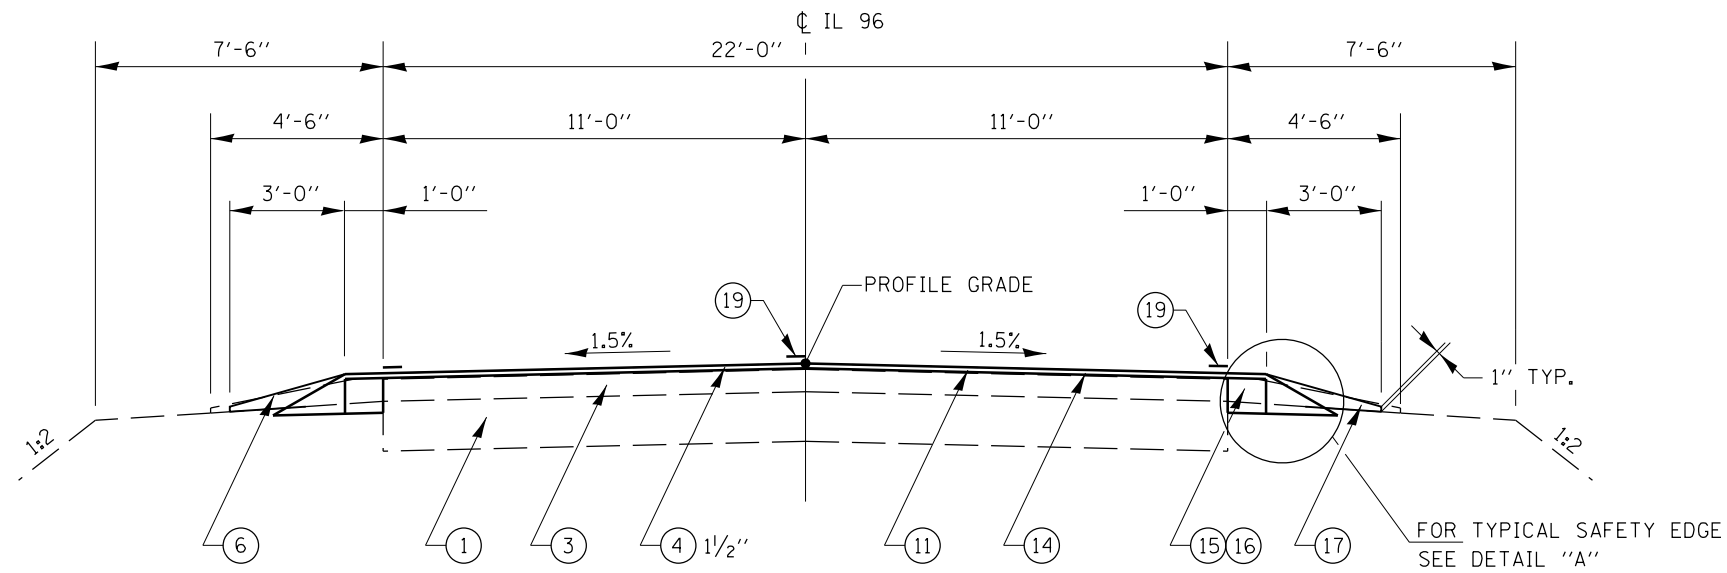 ℄ IL 96
7'-6" 22'-0" 7'-6"
4'-6" 11'-0" 11'-0" 4'-6"
3'-0" 1'-0" 1'-0" 3'-0"
PROFILE GRADE
19 19
1.5% 1.5%
1" TYP.
1:2 1:2
6 1 3 4 1½" 11 14 15 16 17
FOR TYPICAL SAFETY EDGE
SEE DETAIL "A"